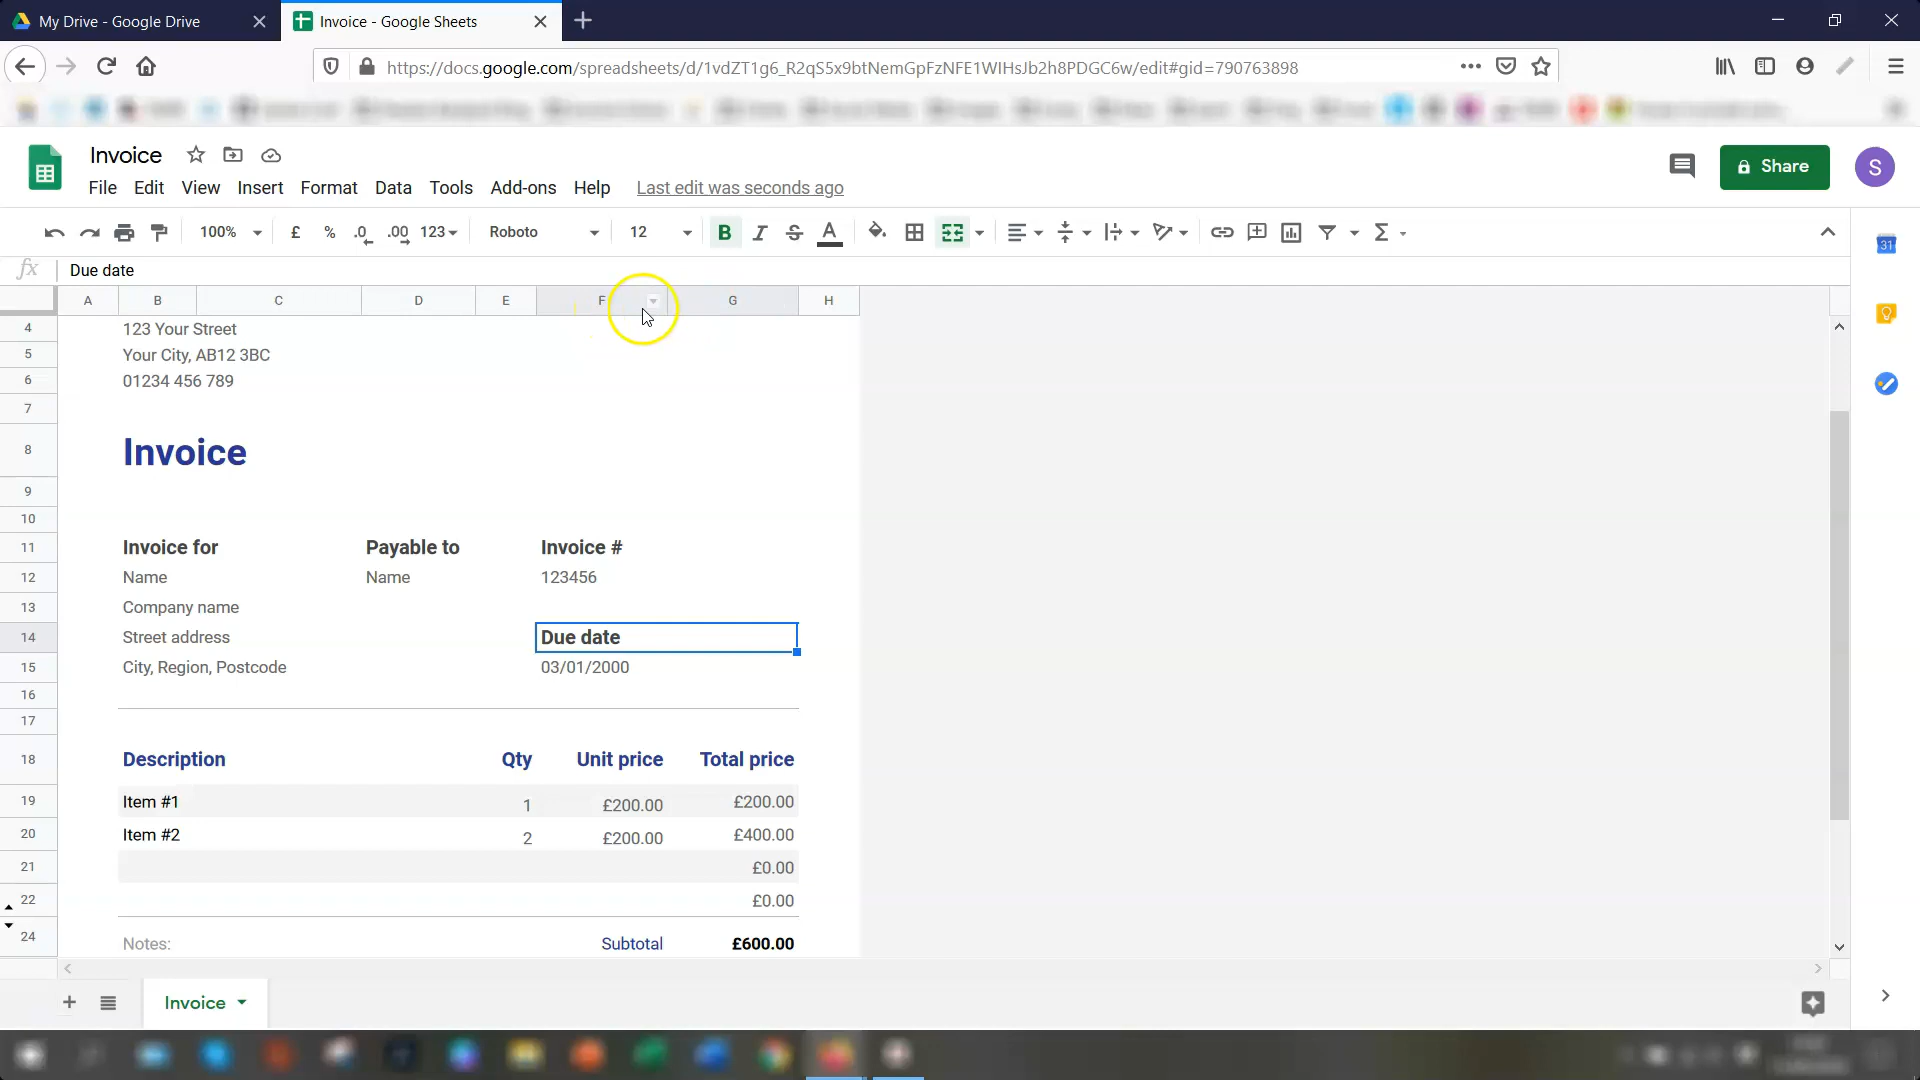 My Drive - Google Drive
Invoice - Google Sheets
https://docs.google.com/spreadsheets/d/1vdZT1g6_R2qS5x9btNemGpFzNFE1WIHsJb2h8PDGC6w/edit#gid=790763898
Invoice
File Edit View Insert Format Data Tools Add-ons Help Last edit was seconds ago
Share
S
100% £ % .0 .00 123 Roboto 12 B I S A
31
fx Due date
A B C D E F G H
4 123 Your Street
5 Your City, AB12 3BC
6 01234 456 789
7
8 Invoice
9
10
11 Invoice for Payable to Invoice #
12 Name Name 123456
13 Company name
14 Street address Due date
15 City, Region, Postcode 03/01/2000
16
17
18 Description Qty Unit price Total price
19 Item #1 1 £200.00 £200.00
20 Item #2 2 £200.00 £400.00
21 £0.00
22 £0.00
24 Notes: Subtotal £600.00
Invoice